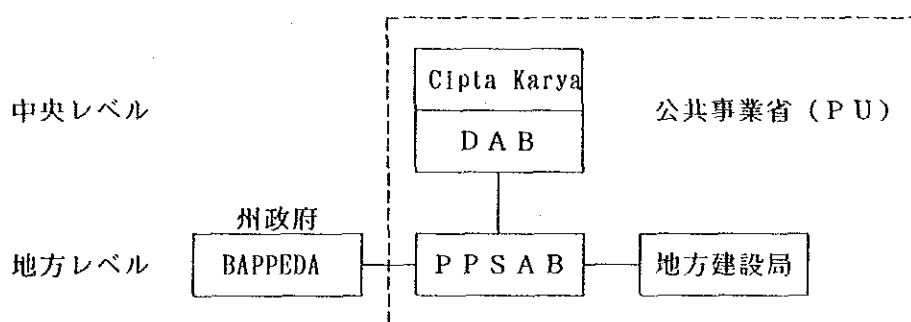 Cipta Karya
中央レベル 公共事業省(PU)
DAB
州政府
地方レベル BAPPEDA PPSAB 地方建設局